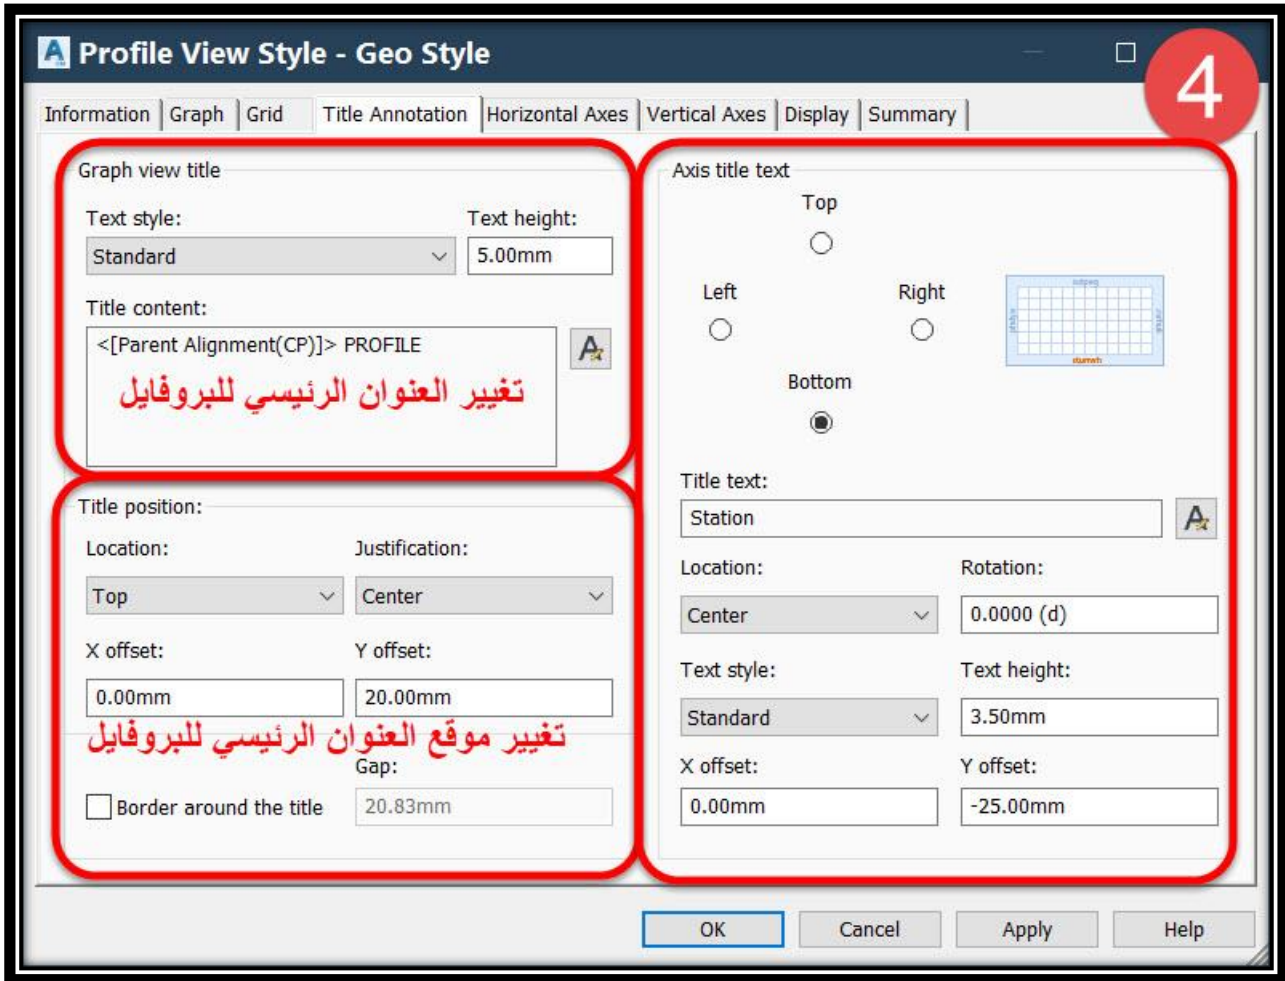 Profile View Style - Geo Style
4
Information Graph Grid Title Annotation Horizontal Axes Vertical Axes Display Summary
Graph view title
Text style: Text height:
Standard 5.00mm
Title content:
<[Parent Alignment(CP)]> PROFILE
تغيير العنوان الرئيسي للبروفايل
Title position:
Location: Justification:
Top Center
X offset: Y offset:
0.00mm 20.00mm
تغيير موقع العنوان الرئيسي للبروفايل
Gap:
Border around the title 20.83mm
Axis title text
Top
Left Right
Bottom
Title text:
Station
Location: Rotation:
Center 0.0000 (d)
Text style: Text height:
Standard 3.50mm
X offset: Y offset:
0.00mm -25.00mm
OK Cancel Apply Help